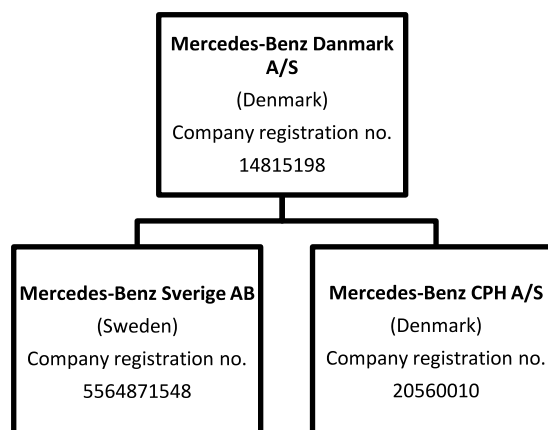 Mercedes-Benz Danmark
A/S
(Denmark)
Company registration no.
14815198
Mercedes-Benz Sverige AB
(Sweden)
Company registration no.
5564871548
Mercedes-Benz CPH A/S
(Denmark)
Company registration no.
20560010